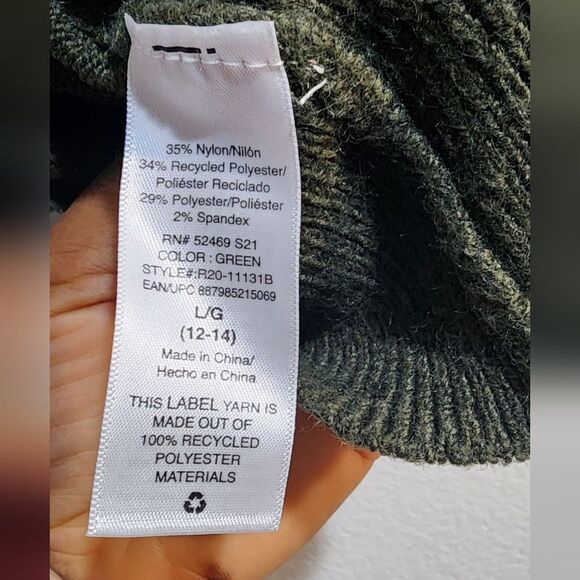 35% Nylon/Nilón
34% Recycled Polyester/
Poliéster Reciclado
29% Polyester/Poliéster
2% Spandex
RN# 52469 S21
COLOR : GREEN
STYLE#:R20-11131B
EAN/UPC 887985215069
L/G
(12-14)
Made in China/
Hecho en China
THIS LABEL YARN IS
MADE OUT OF
100% RECYCLED
POLYESTER
MATERIALS